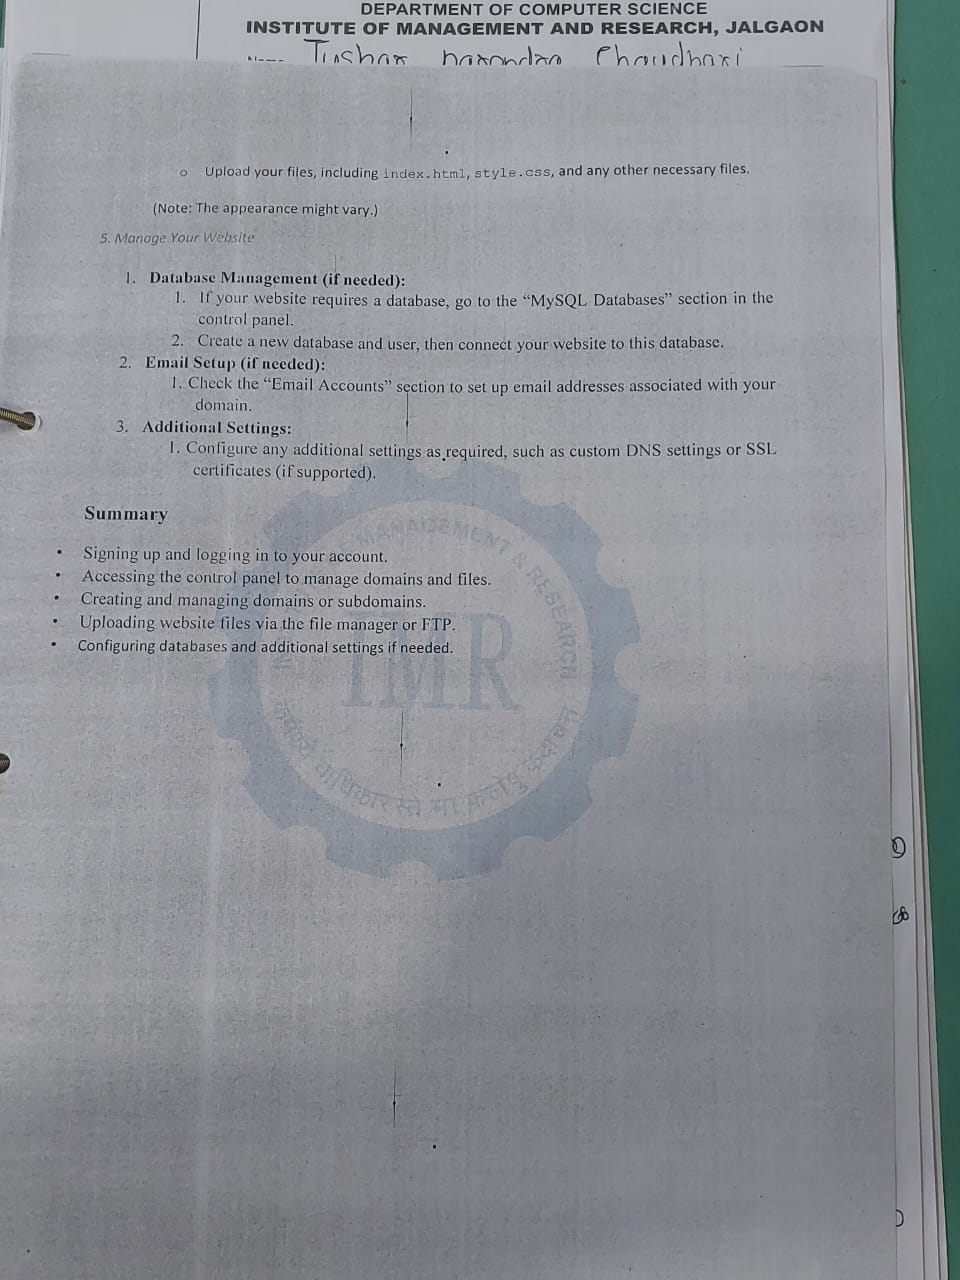 DEPARTMENT OF COMPUTER SCIENCE
INSTITUTE OF MANAGEMENT AND RESEARCH, JALGAON
Chaudhari
o Upload your files, including index.html, style.css, and any other necessary files.
(Note: The appearance might vary.)
5. Manage Your Website
1. Database Management (if needed):
1. If your website requires a database, go to the “MySQL Databases” section in the
control panel.
2. Create a new database and user, then connect your website to this database.
2. Email Setup (if needed):
1. Check the “Email Accounts” section to set up email addresses associated with your
domain.
3. Additional Settings:
1. Configure any additional settings as required, such as custom DNS settings or SSL
certificates (if supported).
Summary
• Signing up and logging in to your account.
• Accessing the control panel to manage domains and files.
• Creating and managing domains or subdomains.
• Uploading website files via the file manager or FTP.
• Configuring databases and additional settings if needed.
MANAGEMENT & RESEARCH
IMR